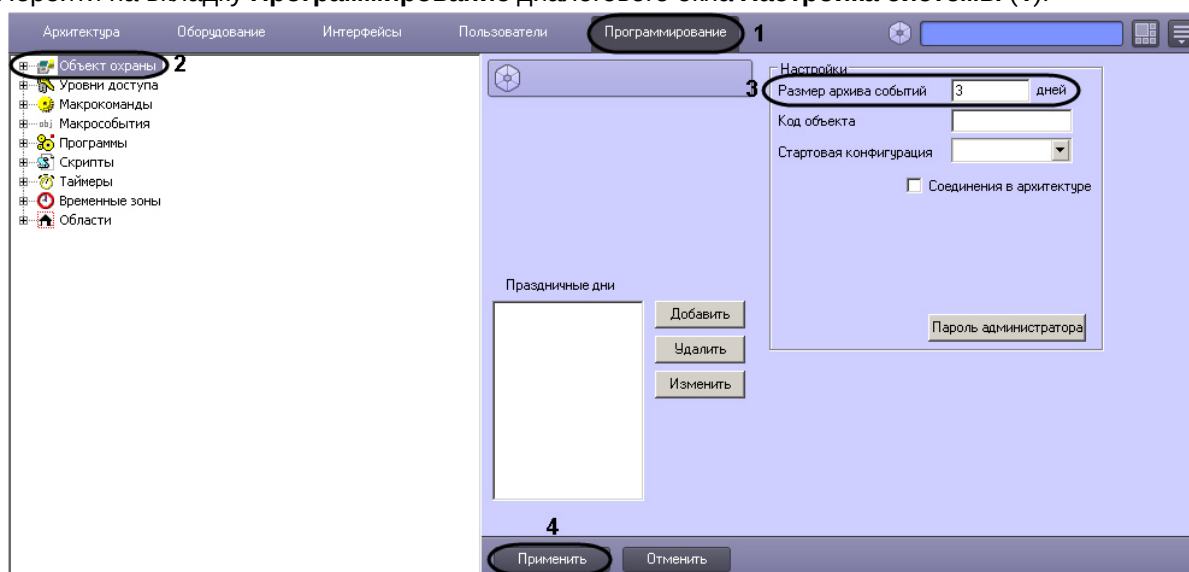 Перейти на вкладку Программирование диалогового окна Настройка системы (1).
Архитектура Оборудование Интерфейсы Пользователи Программирование 1
Объект охраны 2
Уровни доступа
Макрокоманды
obj Макрособытия
Программы
Скрипты
Таймеры
Временные зоны
Области
Настройки
3 Размер архива событий 3 дней
Код объекта
Стартовая конфигурация
Соединения в архитектуре
Пароль администратора
Праздничные дни
Добавить
Удалить
Изменить
4
Применить Отменить